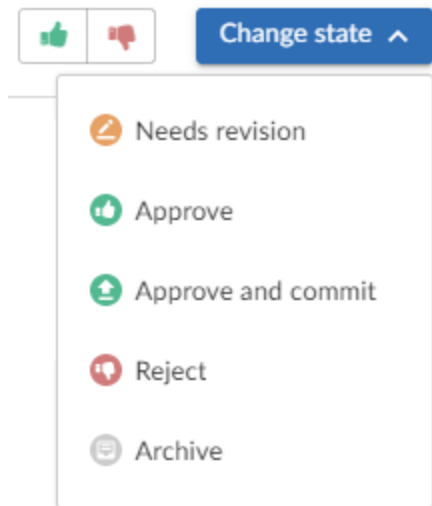 Change state
Needs revision
Approve
Approve and commit
Reject
Archive